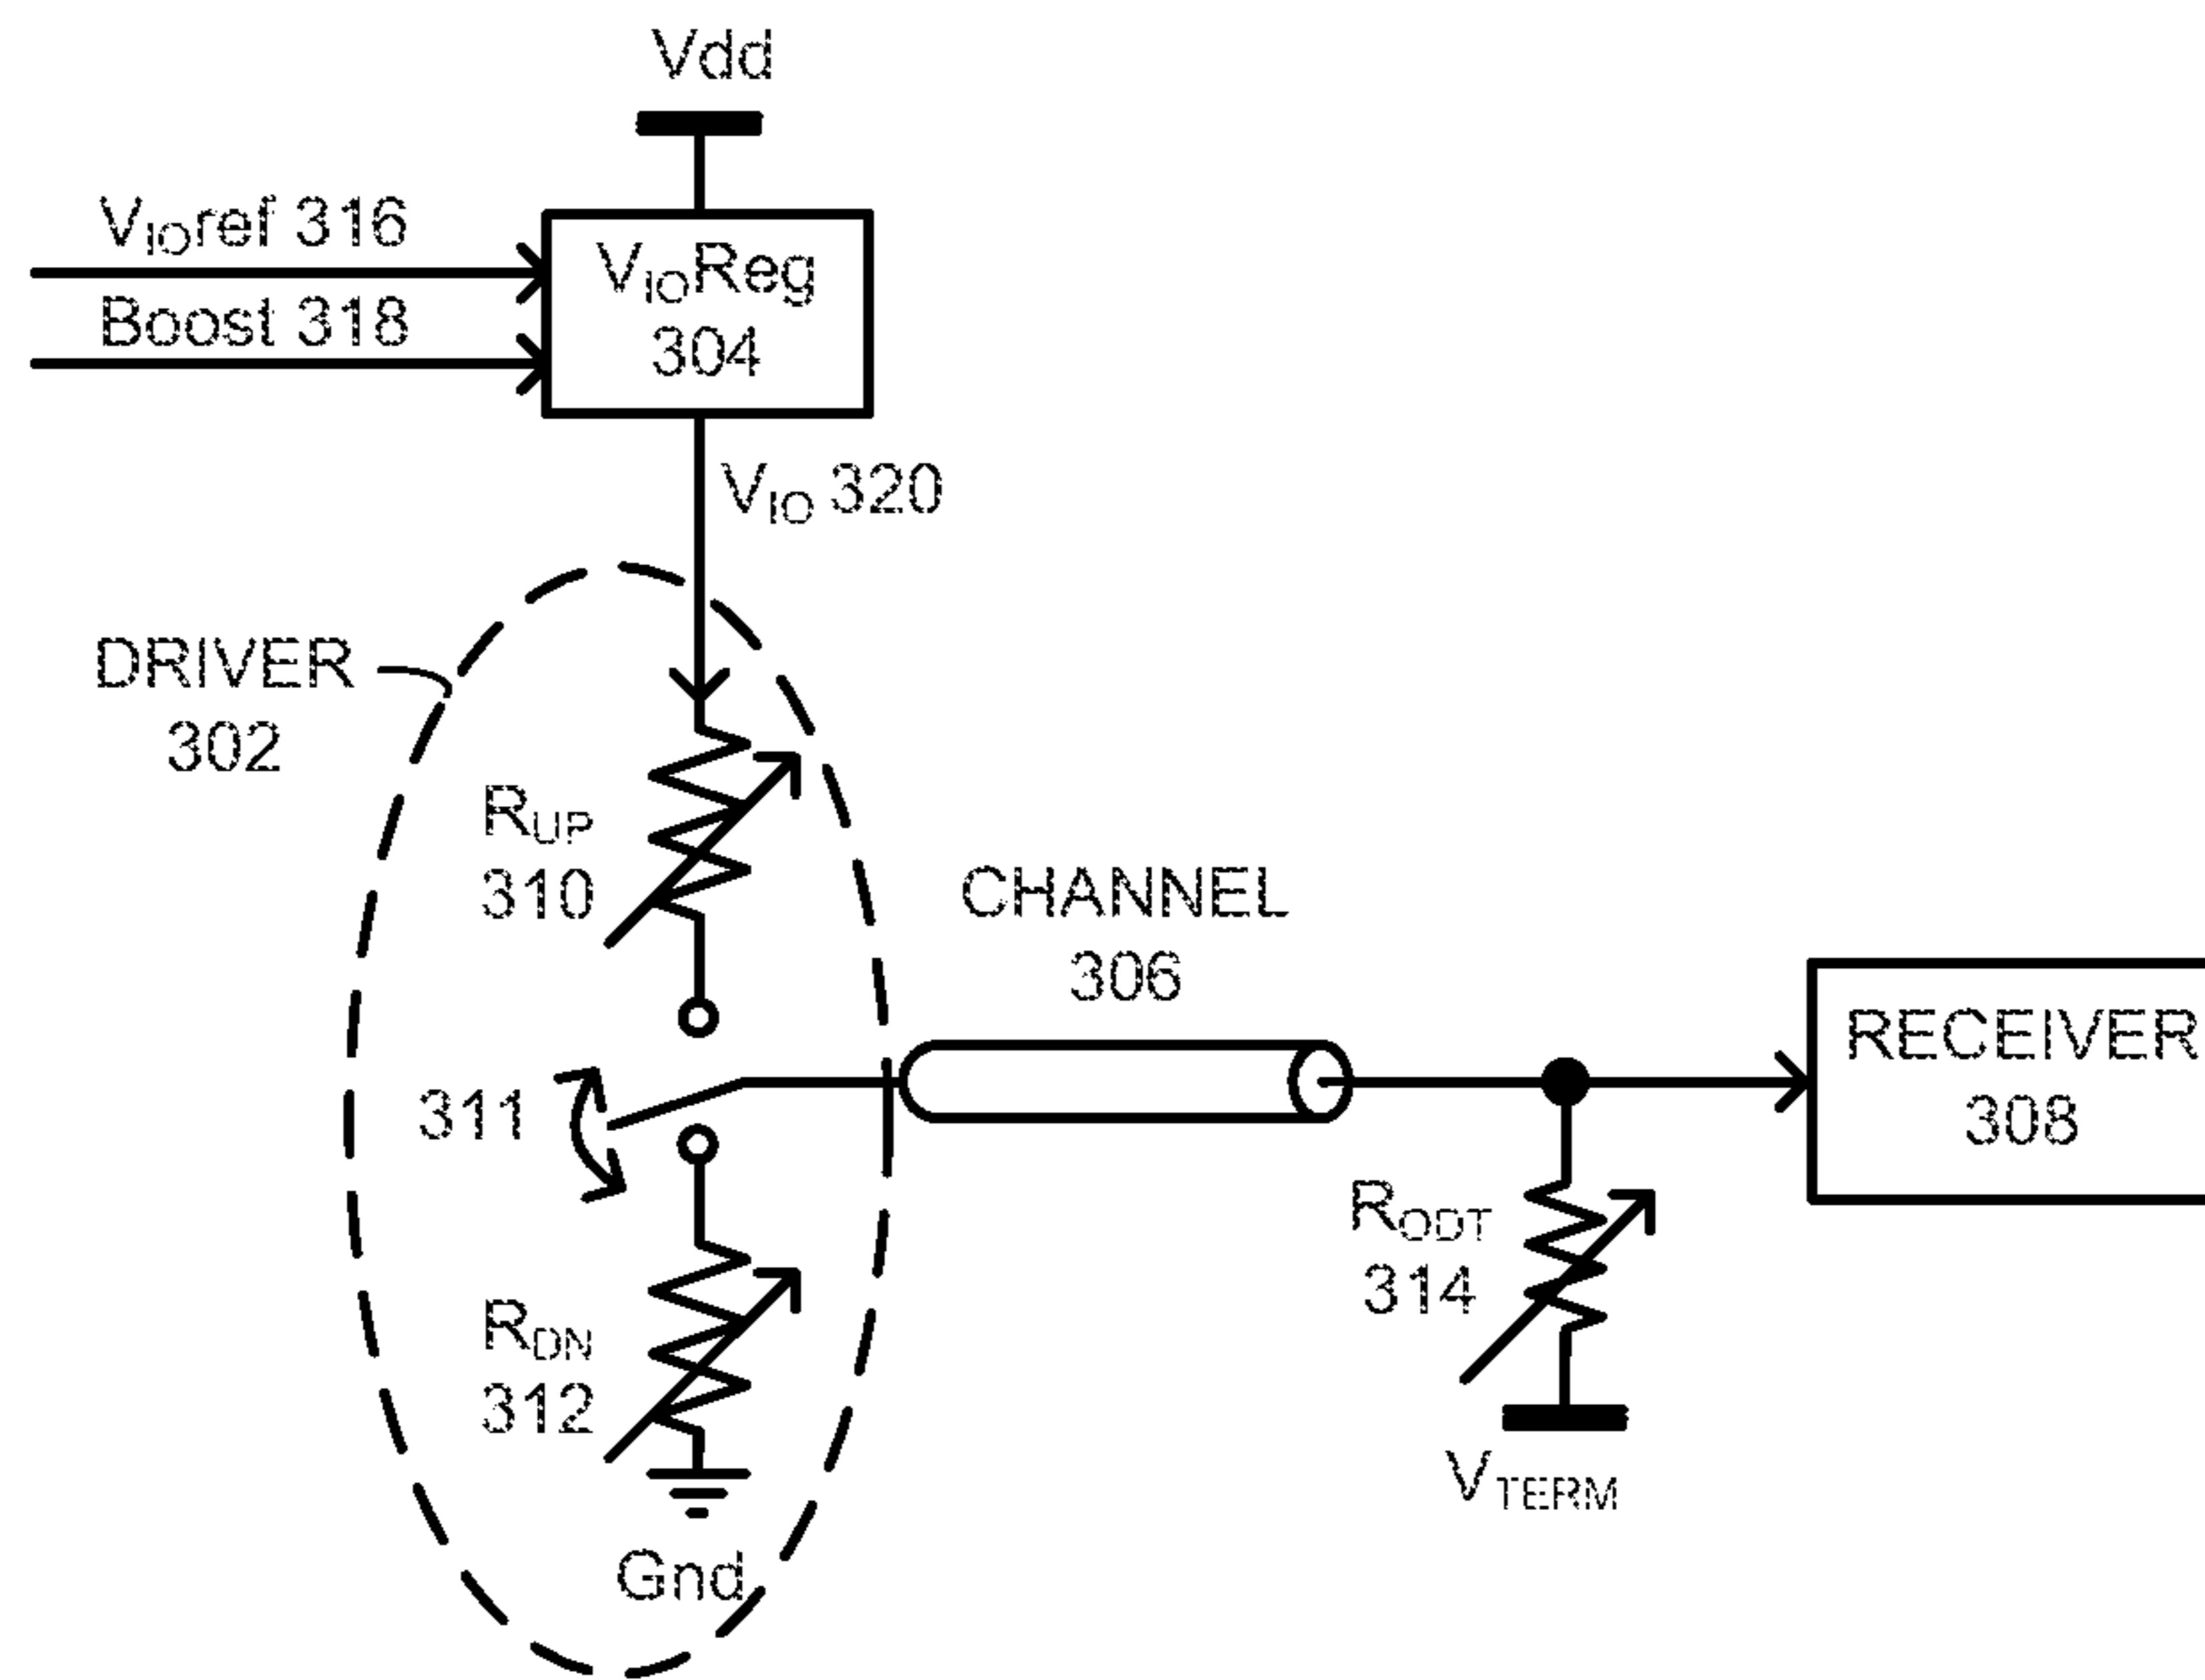 Vdd
VIOref 316
Boost 318
VIOReg
304
VIO 320
DRIVER
302
RUP
310
CHANNEL
306
311
RECEIVER
308
RODT
314
RDN
312
VTERM
Gnd